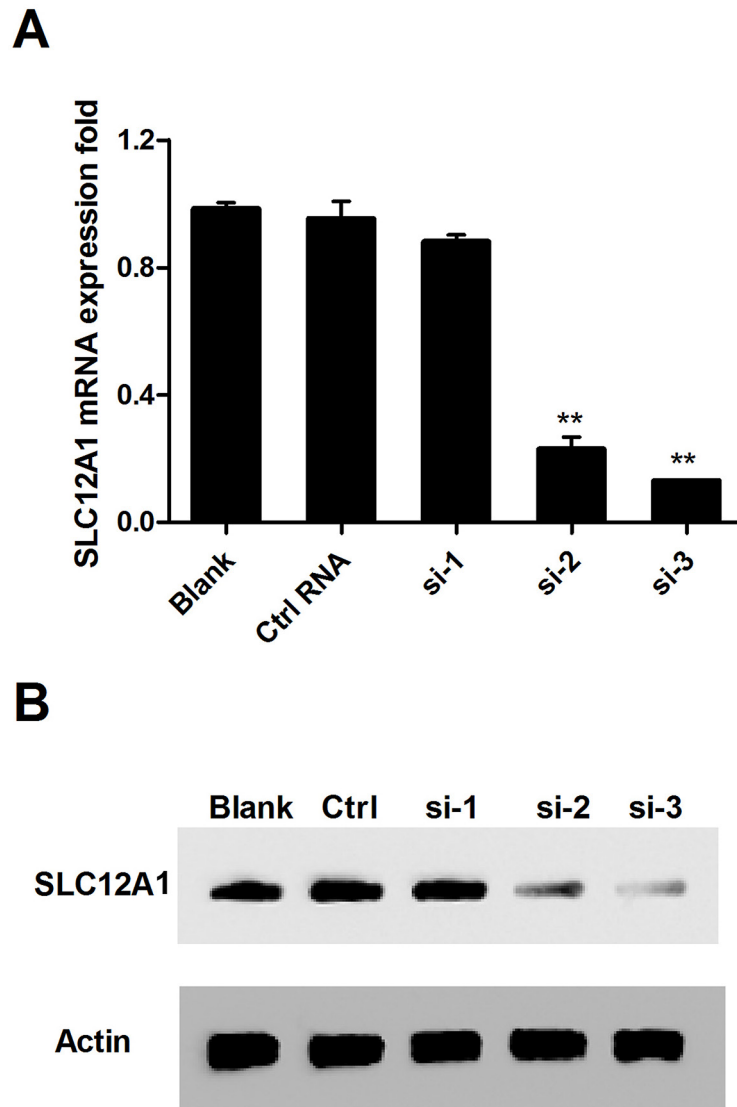 A
SLC12A1 mRNA expression fold
1.2
0.8
0.4
0.0
**
**
Blank
Ctrl RNA
si-1
si-2
si-3
B
Blank Ctrl si-1 si-2 si-3
SLC12A1
Actin